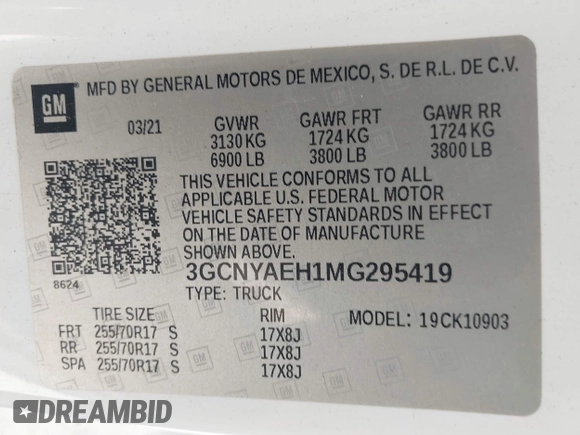 GM
MFD BY GENERAL MOTORS DE MEXICO, S. DE R.L. DE C.V.
03/21 GVWR GAWR FRT GAWR RR
3130 KG 1724 KG 1724 KG
6900 LB 3800 LB 3800 LB
THIS VEHICLE CONFORMS TO ALL
APPLICABLE U.S. FEDERAL MOTOR
VEHICLE SAFETY STANDARDS IN EFFECT
ON THE DATE OF MANUFACTURE
SHOWN ABOVE.
8624
3GCNYAEH1MG295419
TYPE: TRUCK
TIRE SIZE RIM MODEL: 19CK10903
FRT 255/70R17 S 17X8J
RR 255/70R17 S 17X8J
SPA 255/70R17 S 17X8J
DREAMBID